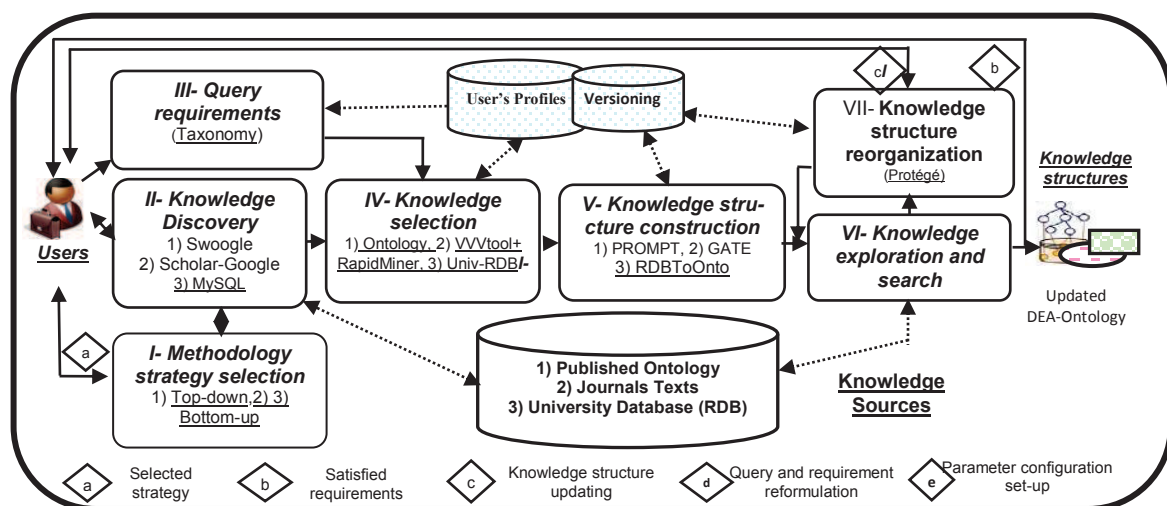 III- Query
requirements
(Taxonomy)
User's Profiles
Versioning
c/
b
VII- Knowledge
structure
reorganization
(Protégé)
Knowledge
structures
Users
II- Knowledge
Discovery
1) Swoogle
2) Scholar-Google
3) MySQL
IV- Knowledge
selection
1) Ontology, 2) VVVtool+
RapidMiner, 3) Univ-RDB/-
V- Knowledge stru-
cture construction
1) PROMPT, 2) GATE
3) RDBToOnto
VI- Knowledge
exploration and
search
Updated
DEA-Ontology
a
I- Methodology
strategy selection
1) Top-down,2) 3)
Bottom-up
1) Published Ontology
2) Journals Texts
3) University Database (RDB)
Knowledge
Sources
a
Selected
strategy
b
Satisfied
requirements
c
Knowledge structure
updating
d
Query and requirement
reformulation
e
Parameter configuration
set-up